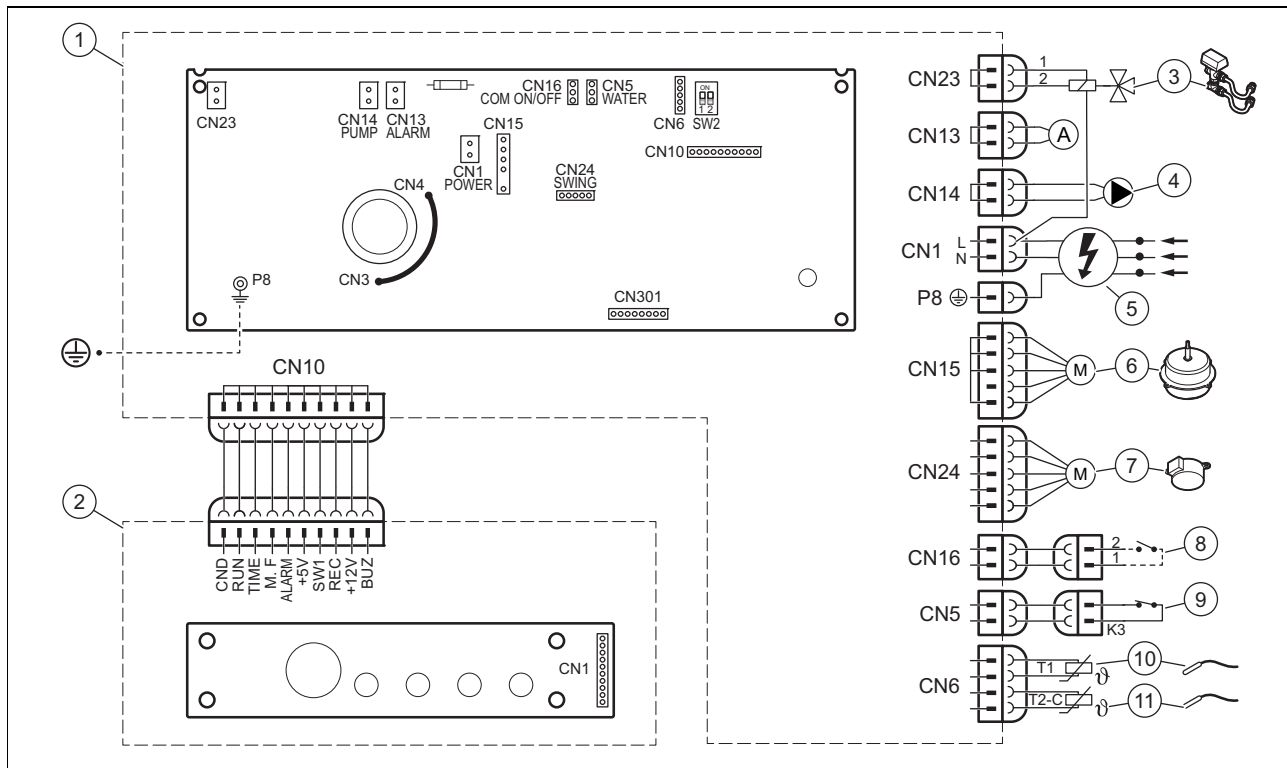 1
CN23
CN14
PUMP
CN13
ALARM
CN16
COM ON/OFF
CN5
WATER
CN6
ON
1 2
SW2
CN15
CN1
POWER
CN10
CN24
SWING
CN4
CN3
P8
CN301
CN10
2
CND
RUN
TIME
M. F
ALARM
+5V
SW1
REC
+12V
BUZ
CN1
CN23
1
2
3
CN13
A
CN14
4
CN1
L
N
P8
5
CN15
M
6
CN24
M
7
CN16
2
1
8
CN5
K3
9
CN6
T1
ϑ
10
T2-C
ϑ
11